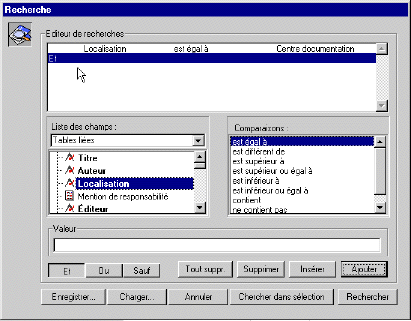 Recherche
Editeur de recherches
Localisation est égal à Centre documentation
Et
Liste des champs :
Tables liées
Titre
Auteur
Localisation
Mention de responsabilité
Éditeur
Comparaisons :
est égal à
est différent de
est supérieur à
est supérieur ou égal à
est inférieur à
est inférieur ou égal à
contient
ne contient pas
Valeur
Et Ou Sauf Tout suppr. Supprimer Insérer Ajouter
Enregistrer... Charger... Annuler Chercher dans sélection Rechercher